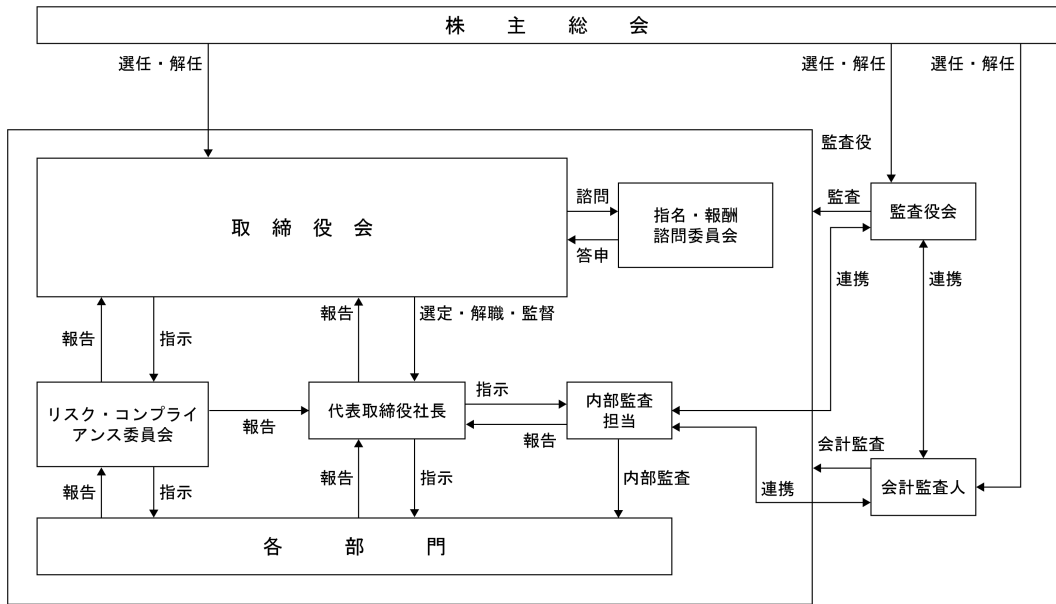 株主総会
選任・解任
選任・解任
選任・解任
監査役
取締役会
諮問
答申
指名・報酬
諮問委員会
監査
監査役会
連携
連携
報告
指示
報告
選定・解職・監督
リスク・コンプライ
アンス委員会
報告
代表取締役社長
指示
報告
内部監査
担当
会計監査
会計監査人
連携
報告
指示
報告
指示
内部監査
各部門